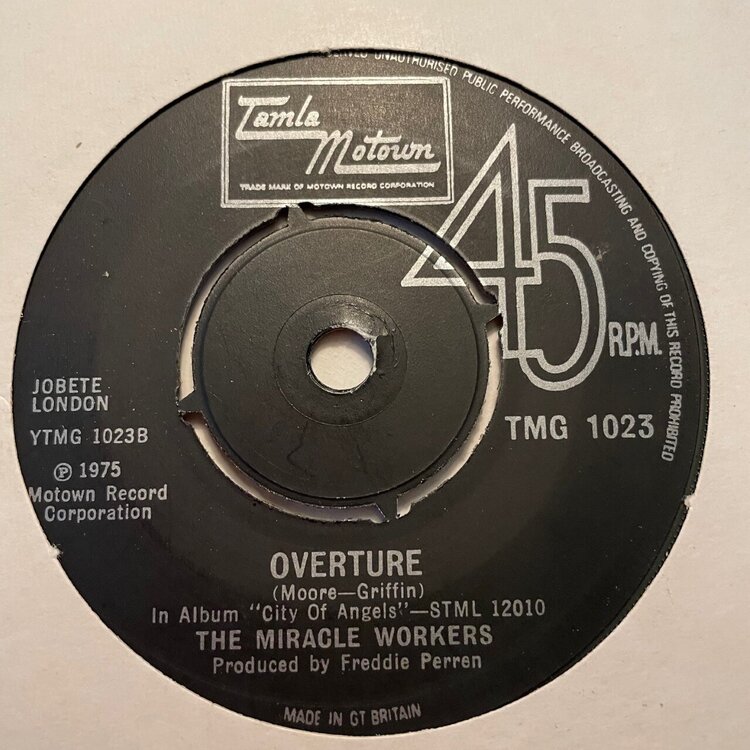 UNAUTHORISED PUBLIC PERFORMANCE BROADCASTING AND COPYING OF THIS RECORD PROHIBITED
Tamla
Motown
TRADE MARK OF MOTOWN RECORD CORPORATION
45
R.P.M.
JOBETE
LONDON
YTMG 1023B
TMG 1023
℗ 1975
Motown Record
Corporation
OVERTURE
(Moore—Griffin)
In Album "City Of Angels"—STML 12010
THE MIRACLE WORKERS
Produced by Freddie Perren
MADE IN GT BRITAIN